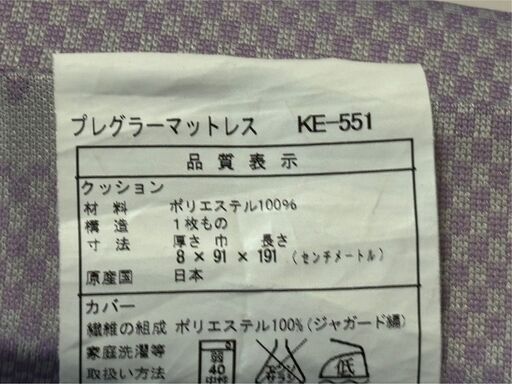 プレグラーマットレス KE-551
品質表示
クッション
材料 ポリエステル100%
構造 1枚もの
寸法 厚さ 巾 長さ
8×91×191 (センチメートル)
原産国 日本
カバー
繊維の組成 ポリエステル100%(ジャガード編)
家庭洗濯等
取扱い方法 弱 40 低